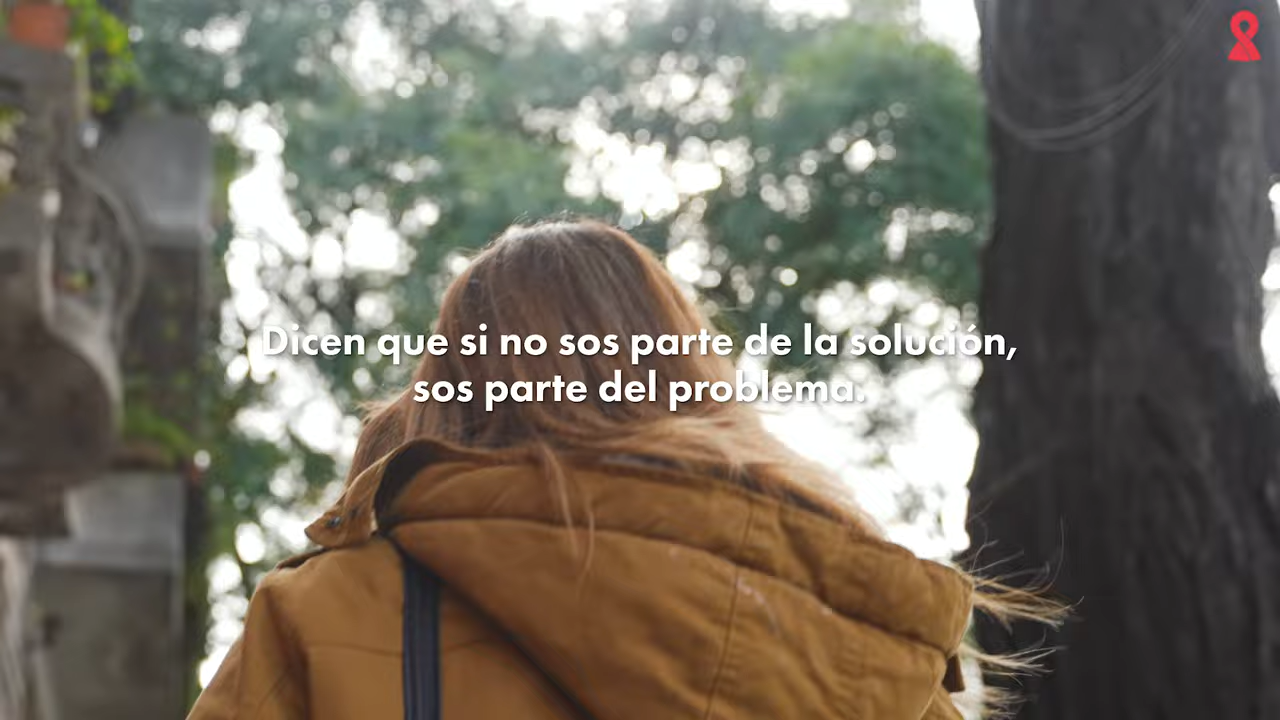 Dicen que si no sos parte de la solución,
sos parte del problema.